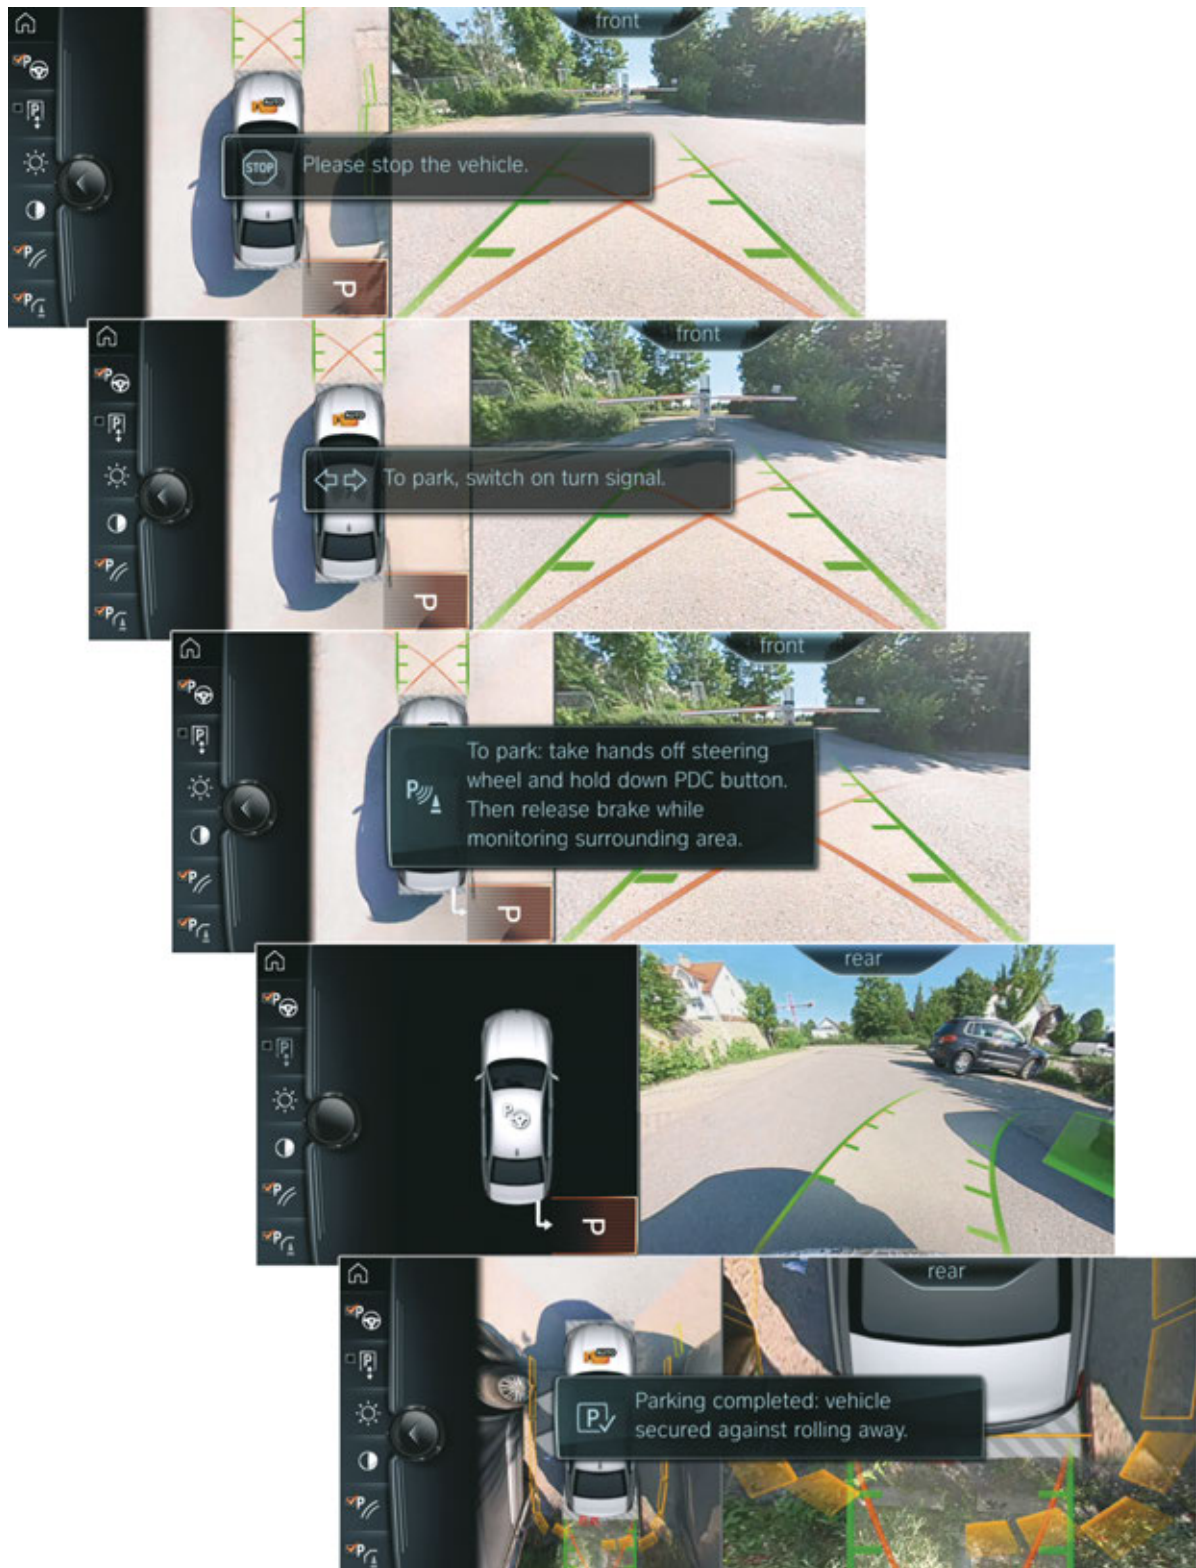 front
Please stop the vehicle.
STOP
P
front
To park, switch on turn signal.
P
front
To park: take hands off steering
wheel and hold down PDC button.
Then release brake while
monitoring surrounding area.
P
P
rear
P
rear
Parking completed: vehicle
secured against rolling away.
P